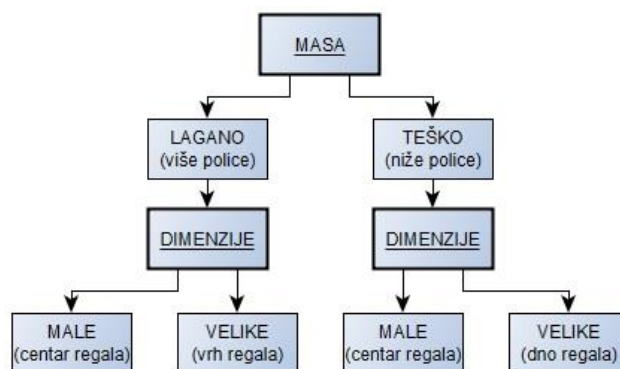 MASA
LAGANO
(više police)
TEŠKO
(niže police)
DIMENZIJE
DIMENZIJE
MALE
(centar regala)
VELIKE
(vrh regala)
MALE
(centar regala)
VELIKE
(dno regala)